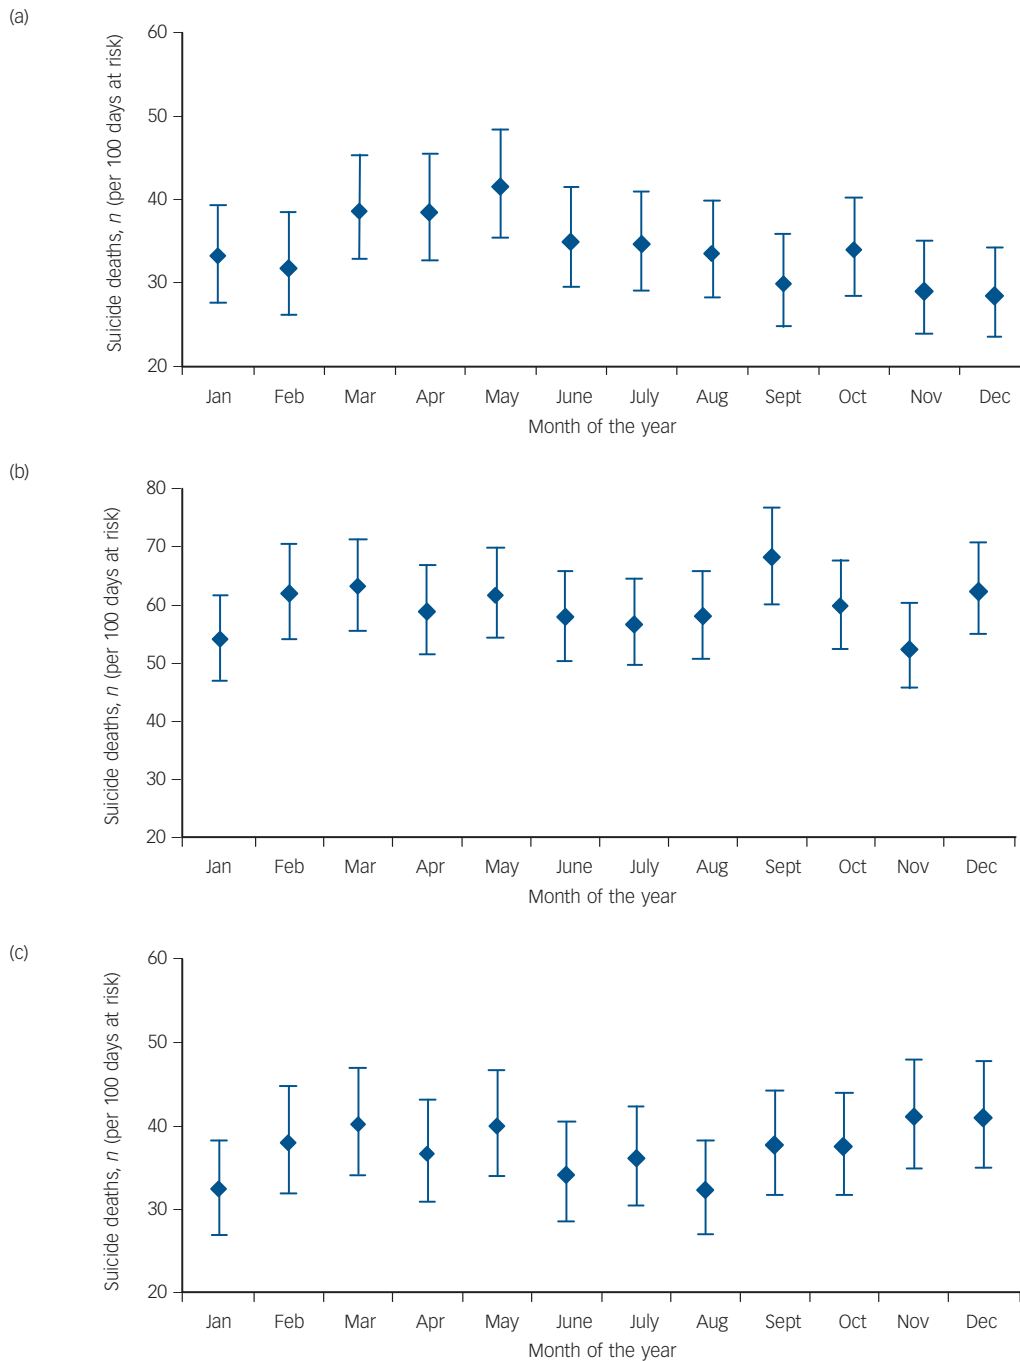 (a)
Suicide deaths, n (per 100 days at risk)
60
50
40
30
20
Jan Feb Mar Apr May June July Aug Sept Oct Nov Dec
Month of the year
(b)
Suicide deaths, n (per 100 days at risk)
80
70
60
50
40
30
20
Jan Feb Mar Apr May June July Aug Sept Oct Nov Dec
Month of the year
(c)
Suicide deaths, n (per 100 days at risk)
60
50
40
30
20
Jan Feb Mar Apr May June July Aug Sept Oct Nov Dec
Month of the year